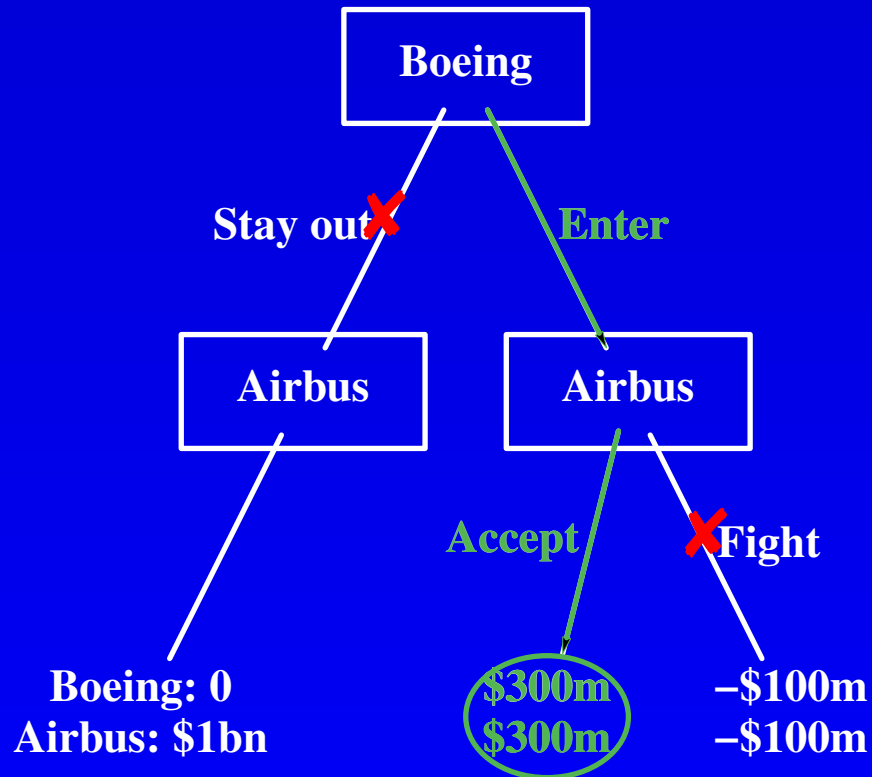 Boeing
Stay out
Enter
Airbus
Airbus
Accept
Fight
Boeing: 0
Airbus: $1bn
$300m
$300m
−$100m
−$100m